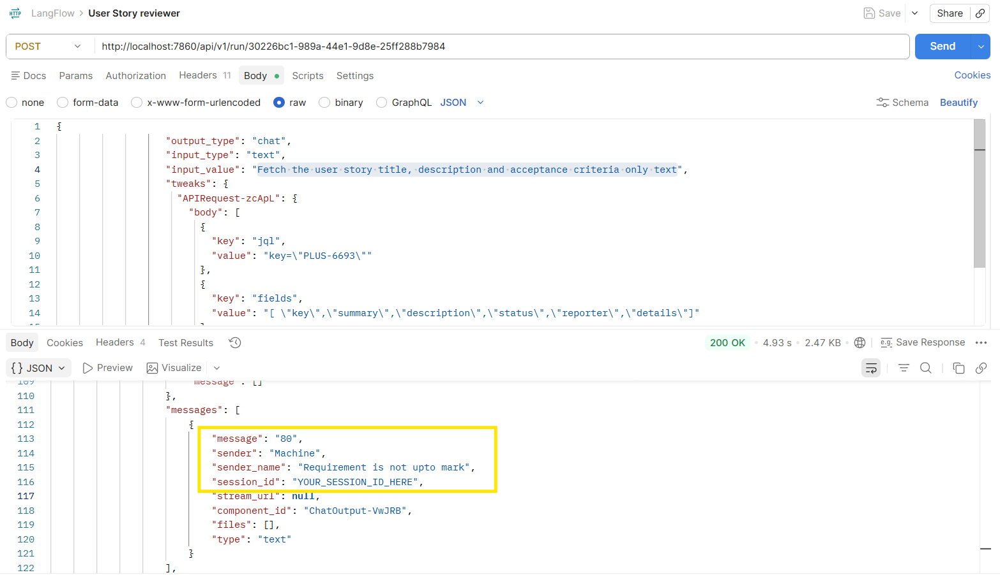 HTTP LangFlow > User Story reviewer Save Share
POST http://localhost:7860/api/v1/run/30226bc1-989a-44e1-9d8e-25ff288b7984 Send
Docs Params Authorization Headers 11 Body Scripts Settings Cookies
none form-data x-www-form-urlencoded raw binary GraphQL JSON Schema Beautify
1 {
2 "output_type": "chat",
3 "input_type": "text",
4 "input_value": "Fetch the user story title, description and acceptance criteria only text",
5 "tweaks": {
6 "APIRequest-zcApL": {
7 "body": [
8 {
9 "key": "jql",
10 "value": "key=\"PLUS-6693\""
11 },
12 {
13 "key": "fields",
14 "value": "[ \"key\",\"summary\",\"description\",\"status\",\"reporter\",\"details\"]"
Body Cookies Headers 4 Test Results 200 OK • 4.93 s • 2.47 KB • e.g. Save Response
{} JSON Preview Visualize
109 "message": []
110 },
111 "messages": [
112 {
113 "message": "80",
114 "sender": "Machine",
115 "sender_name": "Requirement is not upto mark",
116 "session_id": "YOUR_SESSION_ID_HERE",
117 "stream_url": null,
118 "component_id": "ChatOutput-VwJRB",
119 "files": [],
120 "type": "text"
121 }
122 ],